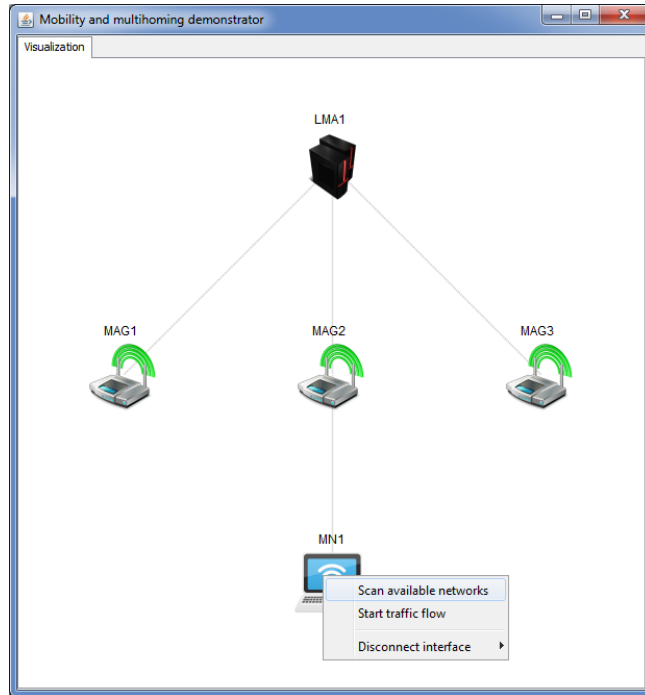 Mobility and multihoming demonstrator
Visualization
LMA1
MAG1
MAG2
MAG3
MN1
Scan available networks
Start traffic flow
Disconnect interface